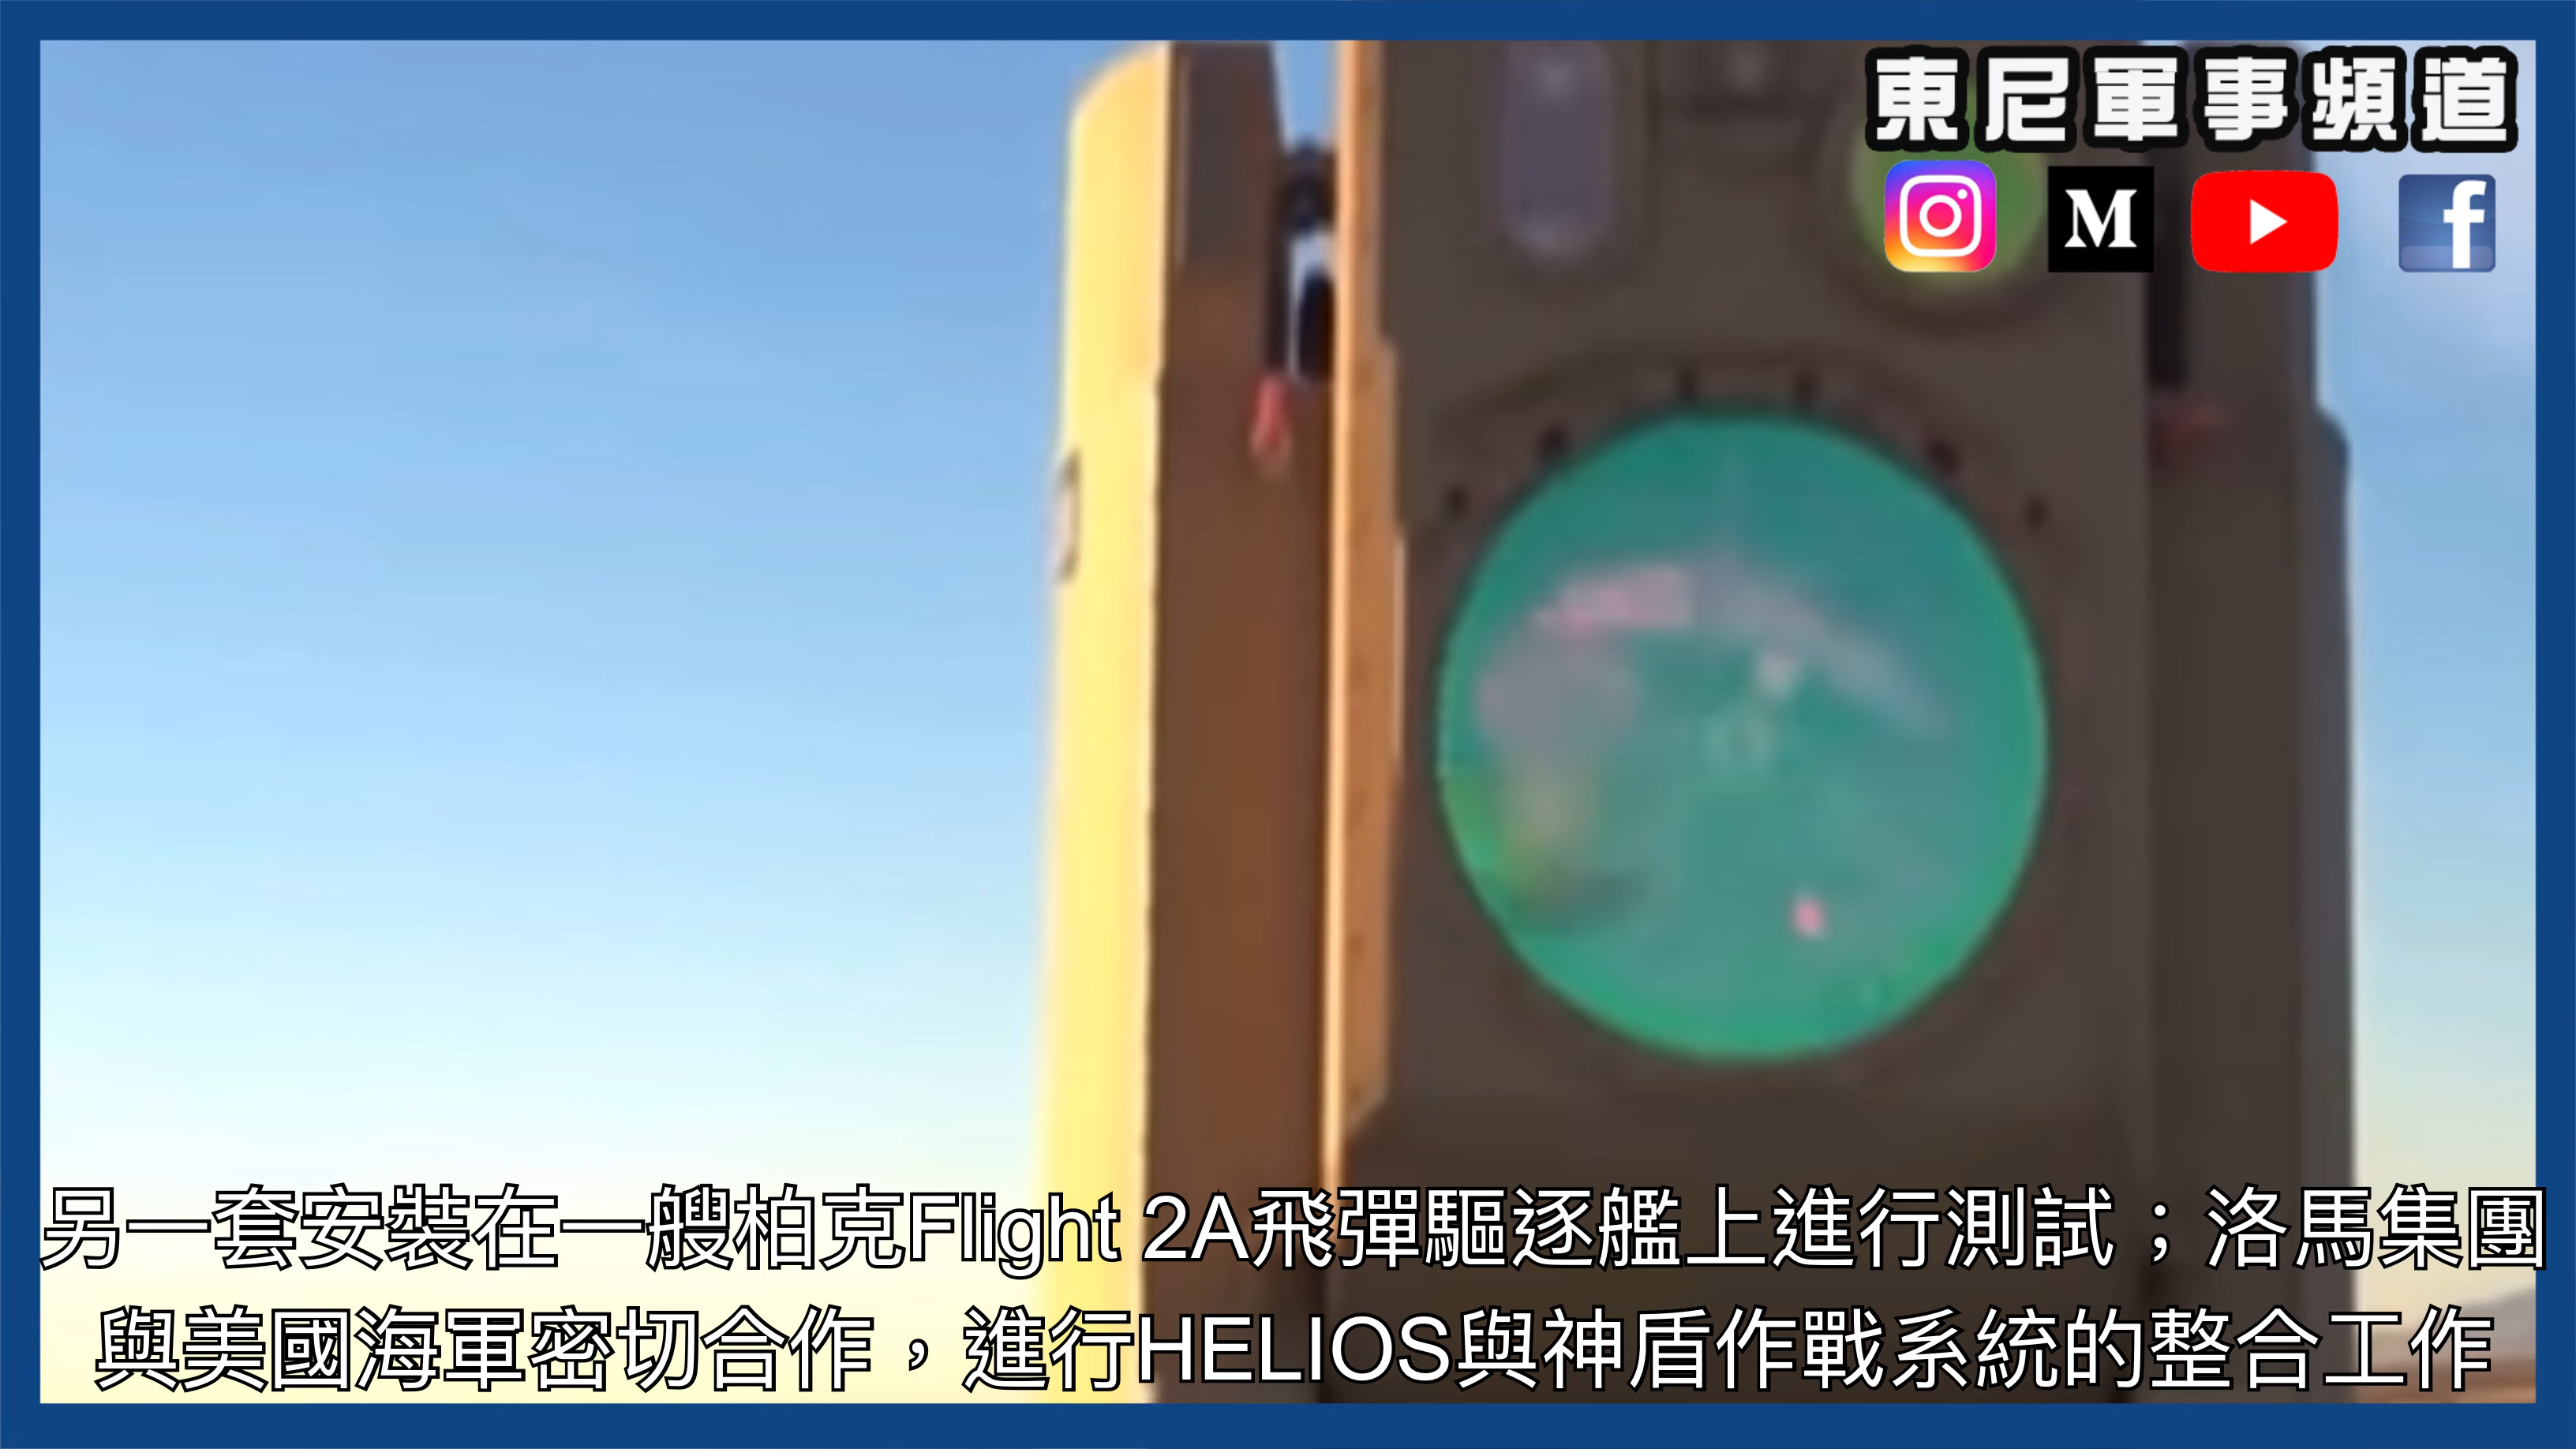 東尼軍事頻道
M
f
另一套安裝在一艘柏克Flight 2A飛彈驅逐艦上進行測試；洛馬集團
與美國海軍密切合作，進行HELIOS與神盾作戰系統的整合工作